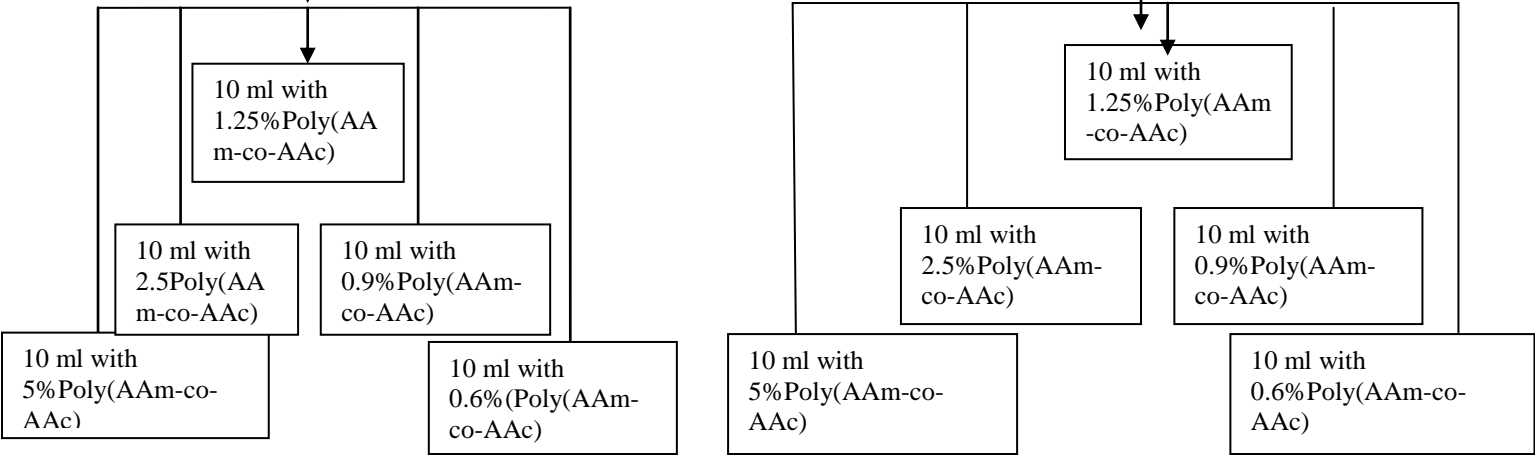 10 ml with
1.25%Poly(AA
m-co-AAc)
10 ml with
2.5Poly(AA
m-co-AAc)
10 ml with
0.9%Poly(AAm-
co-AAc)
10 ml with
5%Poly(AAm-co-
AAc)
10 ml with
0.6%(Poly(AAm-
co-AAc)
10 ml with
1.25%Poly(AAm
-co-AAc)
10 ml with
2.5%Poly(AAm-
co-AAc)
10 ml with
0.9%Poly(AAm-
co-AAc)
10 ml with
5%Poly(AAm-co-
AAc)
10 ml with
0.6%Poly(AAm-co-
AAc)